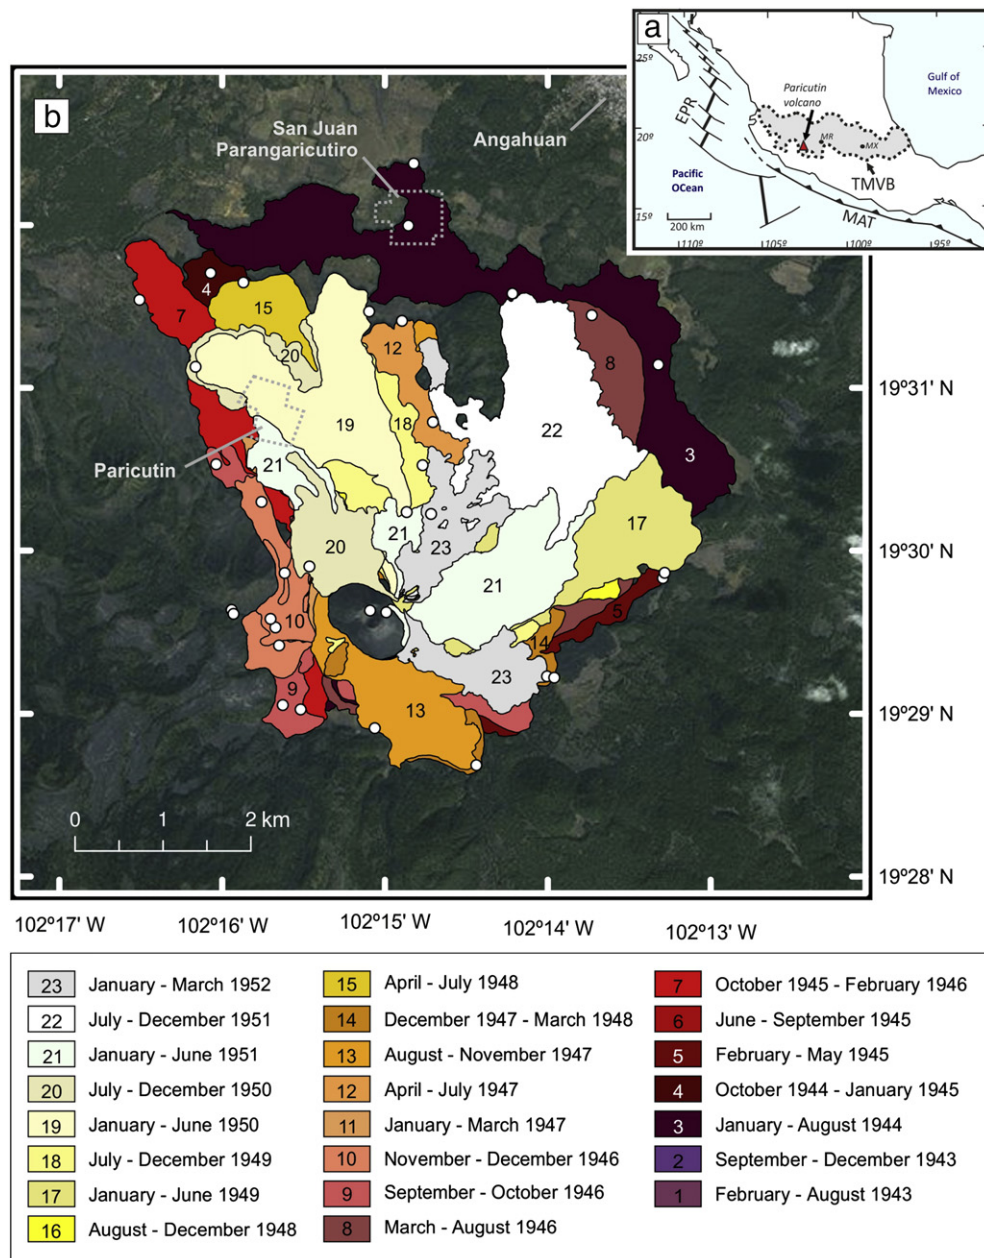 a
25º
20º
15º
Gulf of
Mexico
Paricutin
volcano
EPR
MR
MX
TMVB
Pacific
OCean
MAT
200 km
110º
105º
100º
95º
b
San Juan
Parangaricutiro
Angahuan
4
7
15
20
12
8
19
18
22
3
Paricutin
21
21
23
17
20
21
5
10
14
23
9
13
19º31' N
19º30' N
19º29' N
19º28' N
0 1 2 km
102º17' W 102º16' W 102º15' W 102º14' W 102º13' W
23 January - March 1952
22 July - December 1951
21 January - June 1951
20 July - December 1950
19 January - June 1950
18 July - December 1949
17 January - June 1949
16 August - December 1948
15 April - July 1948
14 December 1947 - March 1948
13 August - November 1947
12 April - July 1947
11 January - March 1947
10 November - December 1946
9 September - October 1946
8 March - August 1946
7 October 1945 - February 1946
6 June - September 1945
5 February - May 1945
4 October 1944 - January 1945
3 January - August 1944
2 September - December 1943
1 February - August 1943